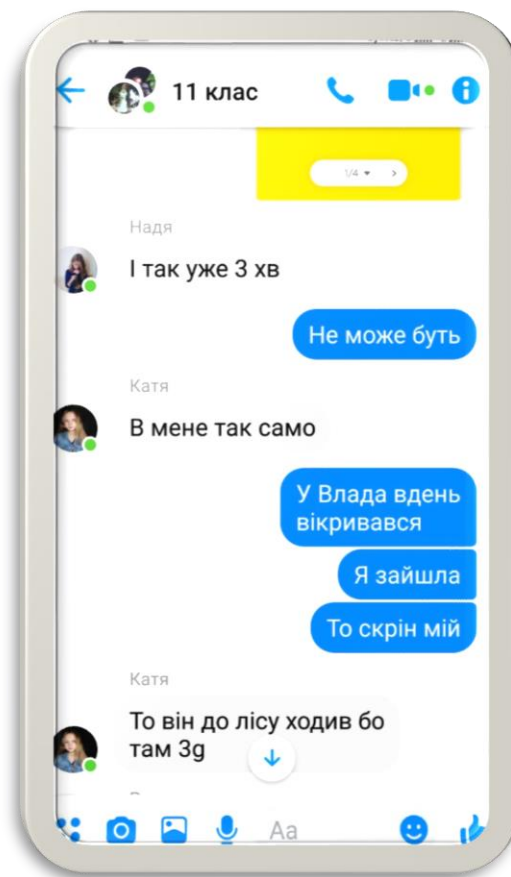 11 клас
1/4
Надя
І так уже 3 хв
Не може буть
Катя
В мене так само
У Влада вдень
вікривався
Я зайшла
То скрін мій
Катя
То він до лісу ходив бо
там 3g
Aa